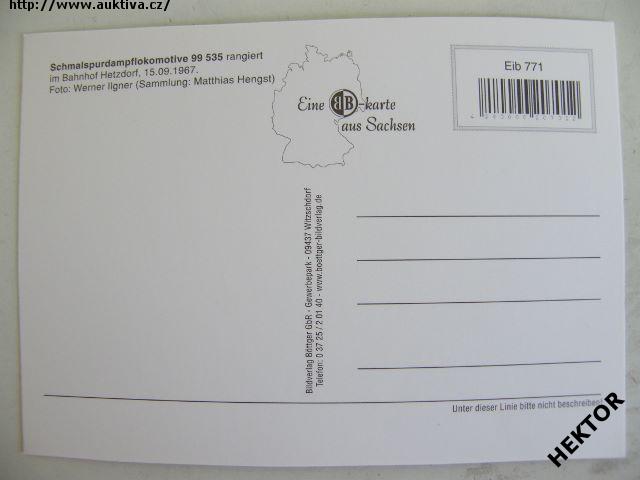 http://www.auktiva.cz/
Schmalspurdampflokomotive 99 535 rangiert
im Bahnhof Hetzdorf, 15.09.1967.
Foto: Werner Ilgner (Sammlung: Matthias Hengst)
Eine BB-karte
aus Sachsen
Eib 771
Bildverlag Böttger GbR - Gewerbepark - 09437 Witzschdorf
Telefon: 0 37 25 / 2 01 40 - www.boettger-bildverlag.de
Unter dieser Linie bitte nicht beschreiben!
HEKTOR